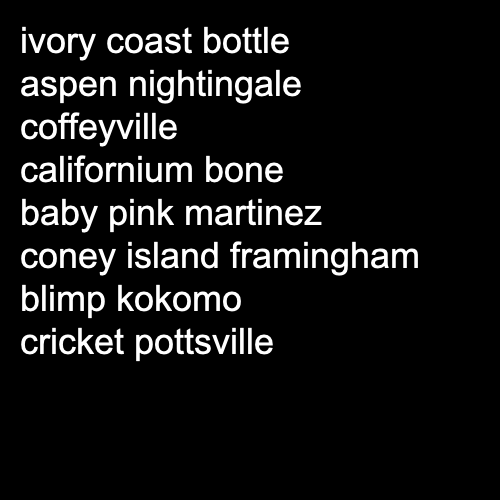 ivory coast bottle
aspen nightingale
coffeyville
californium bone
baby pink martinez
coney island framingham
blimp kokomo
cricket pottsville